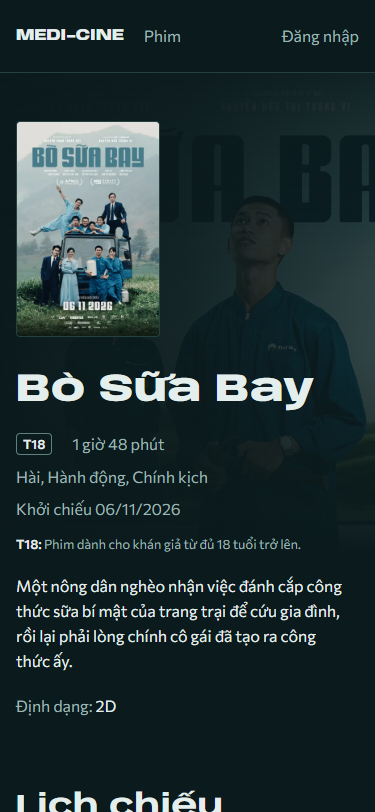 MEDI-CINE
Phim
Đăng nhập
BÒ SỮA BAY
06 11 2026
Bò Sữa Bay
T18
1 giờ 48 phút
Hài, Hành động, Chính kịch
Khởi chiếu 06/11/2026
T18: Phim dành cho khán giả từ đủ 18 tuổi trở lên.
Một nông dân nghèo nhận việc đánh cắp công
thức sữa bí mật của trang trại để cứu gia đình,
rồi lại phải lòng chính cô gái đã tạo ra công
thức ấy.
Định dạng: 2D
Lịch chiếu